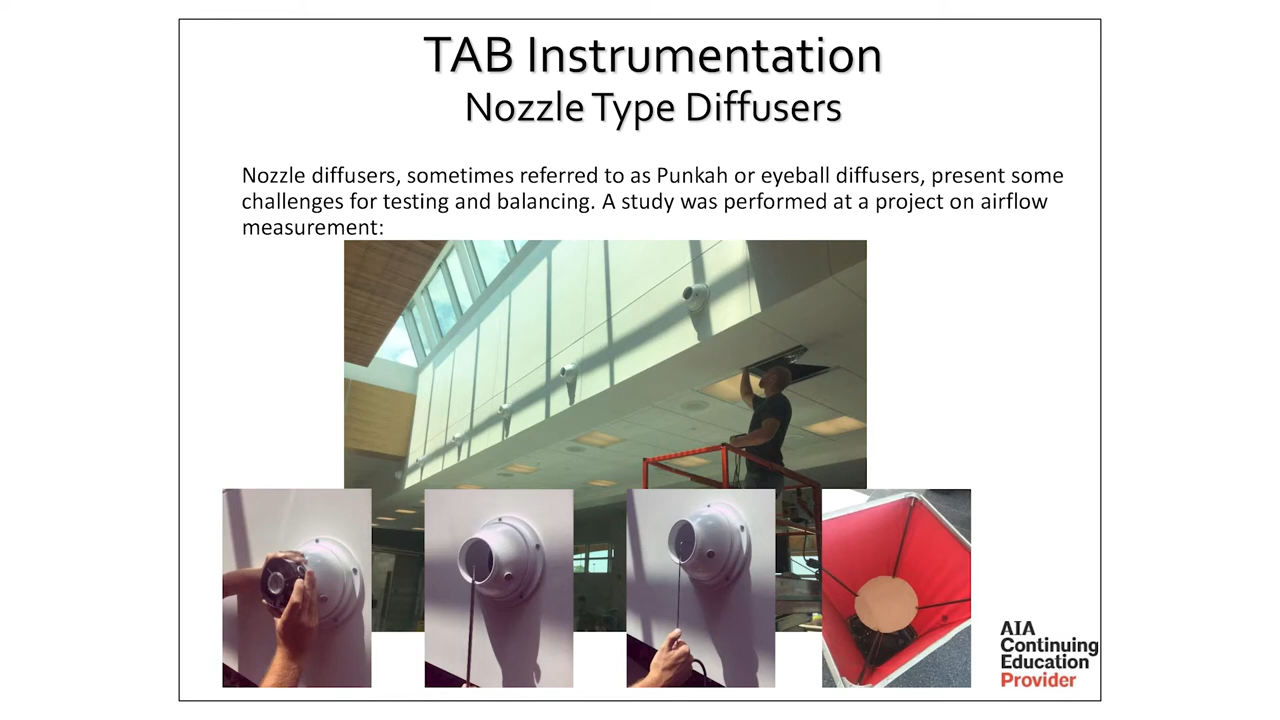 TAB Instrumentation
Nozzle Type Diffusers
Nozzle diffusers, sometimes referred to as Punkah or eyeball diffusers, present some
challenges for testing and balancing. A study was performed at a project on airflow
measurement:
AIA
Continuing
Education
Provider